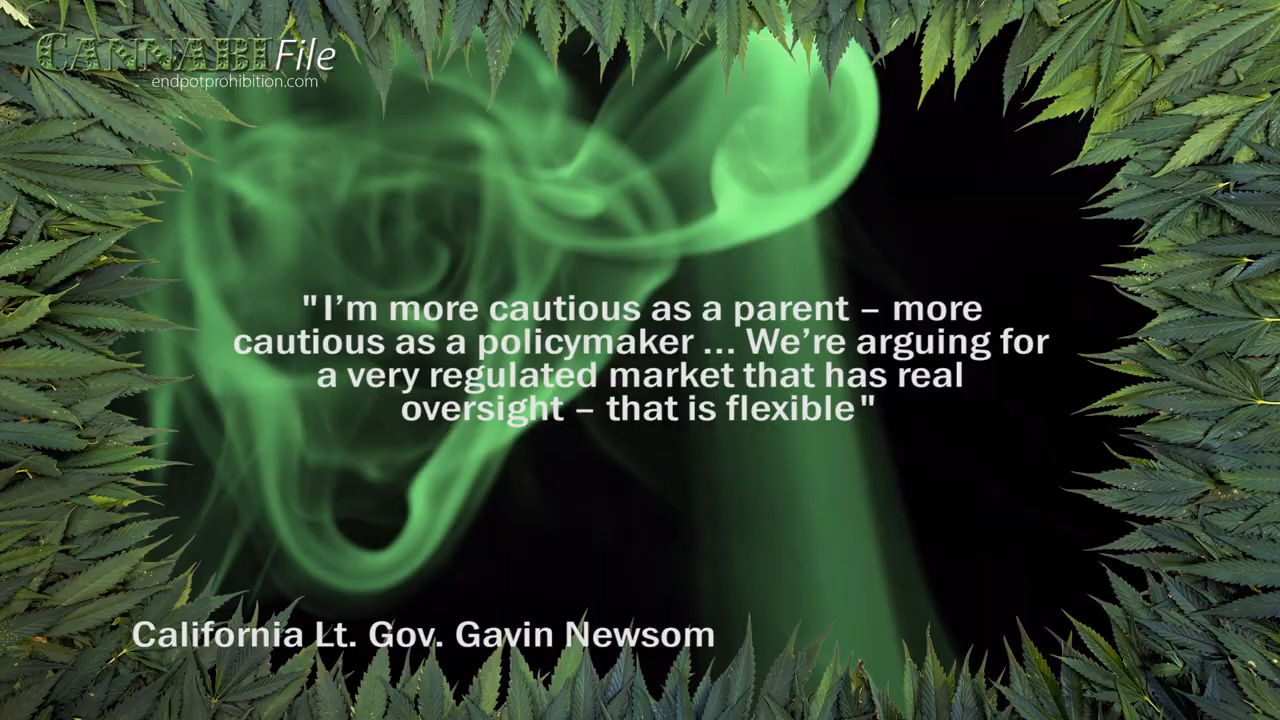 CANNABIFile
endpotprohibition.com
"I’m more cautious as a parent – more
cautious as a policymaker ... We’re arguing for
a very regulated market that has real
oversight – that is flexible"
California Lt. Gov. Gavin Newsom